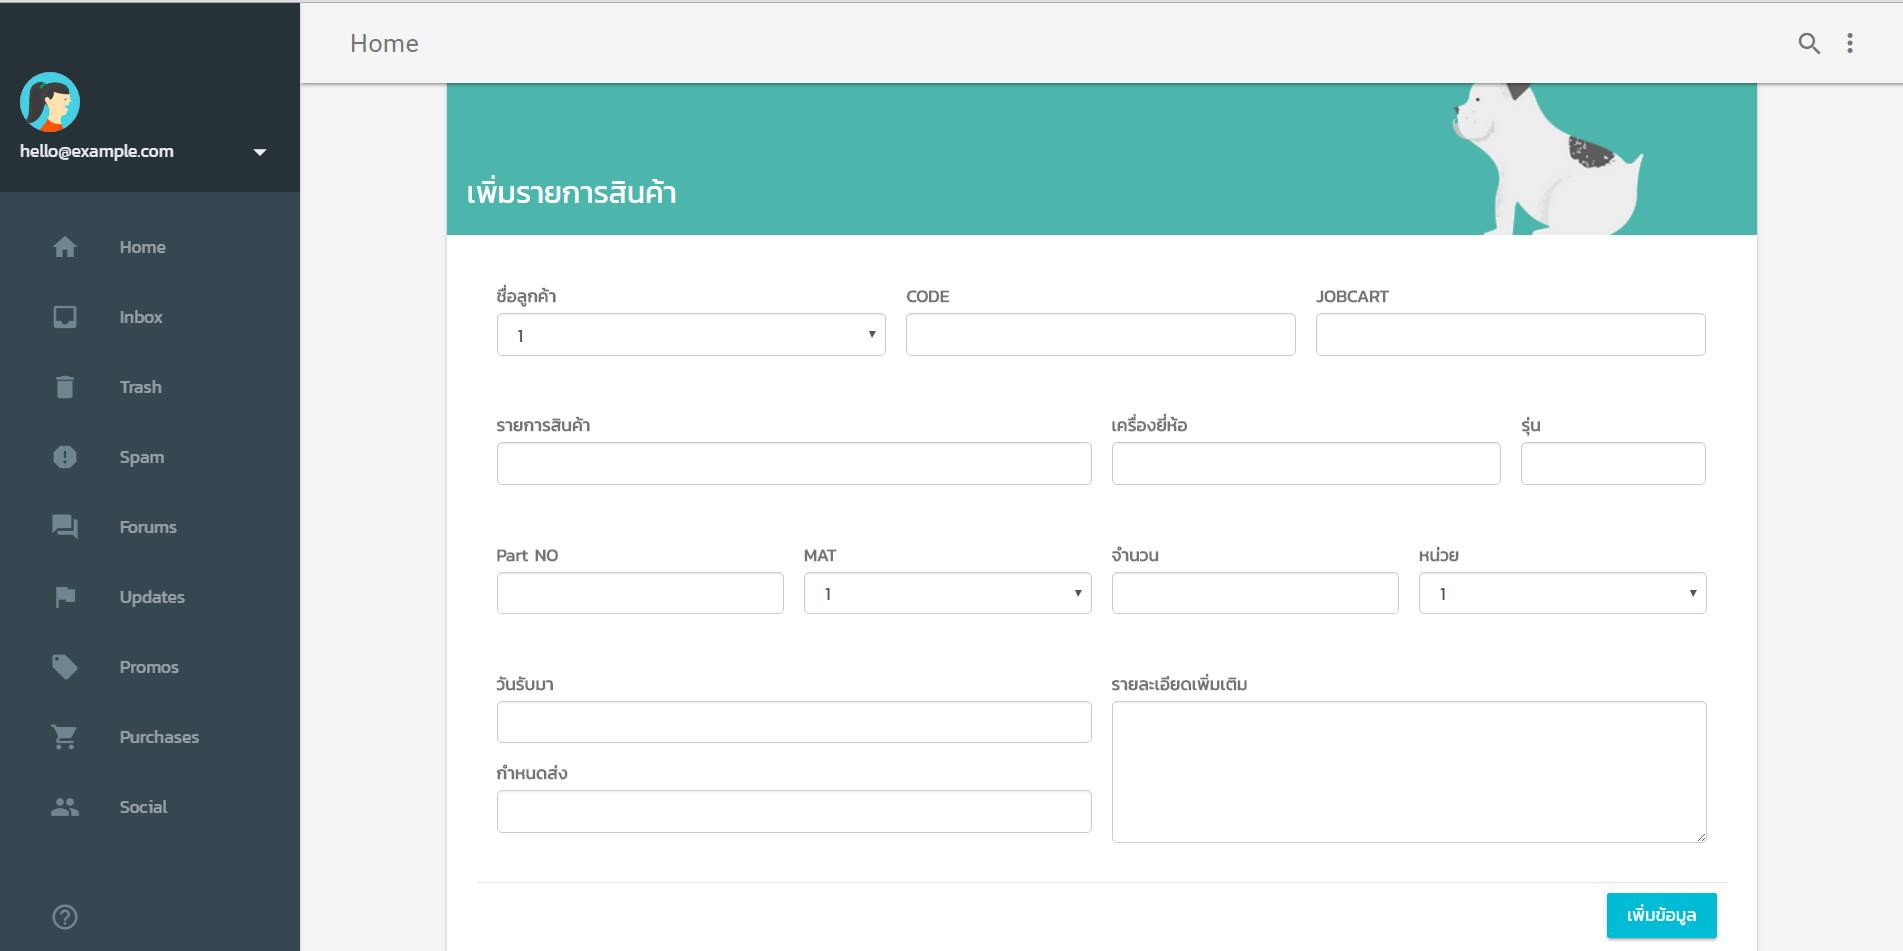 Home
hello@example.com
Home
Inbox
Trash
Spam
Forums
Updates
Promos
Purchases
Social
เพิ่มรายการสินค้า
ชื่อลูกค้า CODE JOBCART
1
รายการสินค้า เครื่องยี่ห้อ รุ่น
Part NO MAT จำนวน หน่วย
1 1
วันรับมา รายละเอียดเพิ่มเติม
กำหนดส่ง
เพิ่มข้อมูล